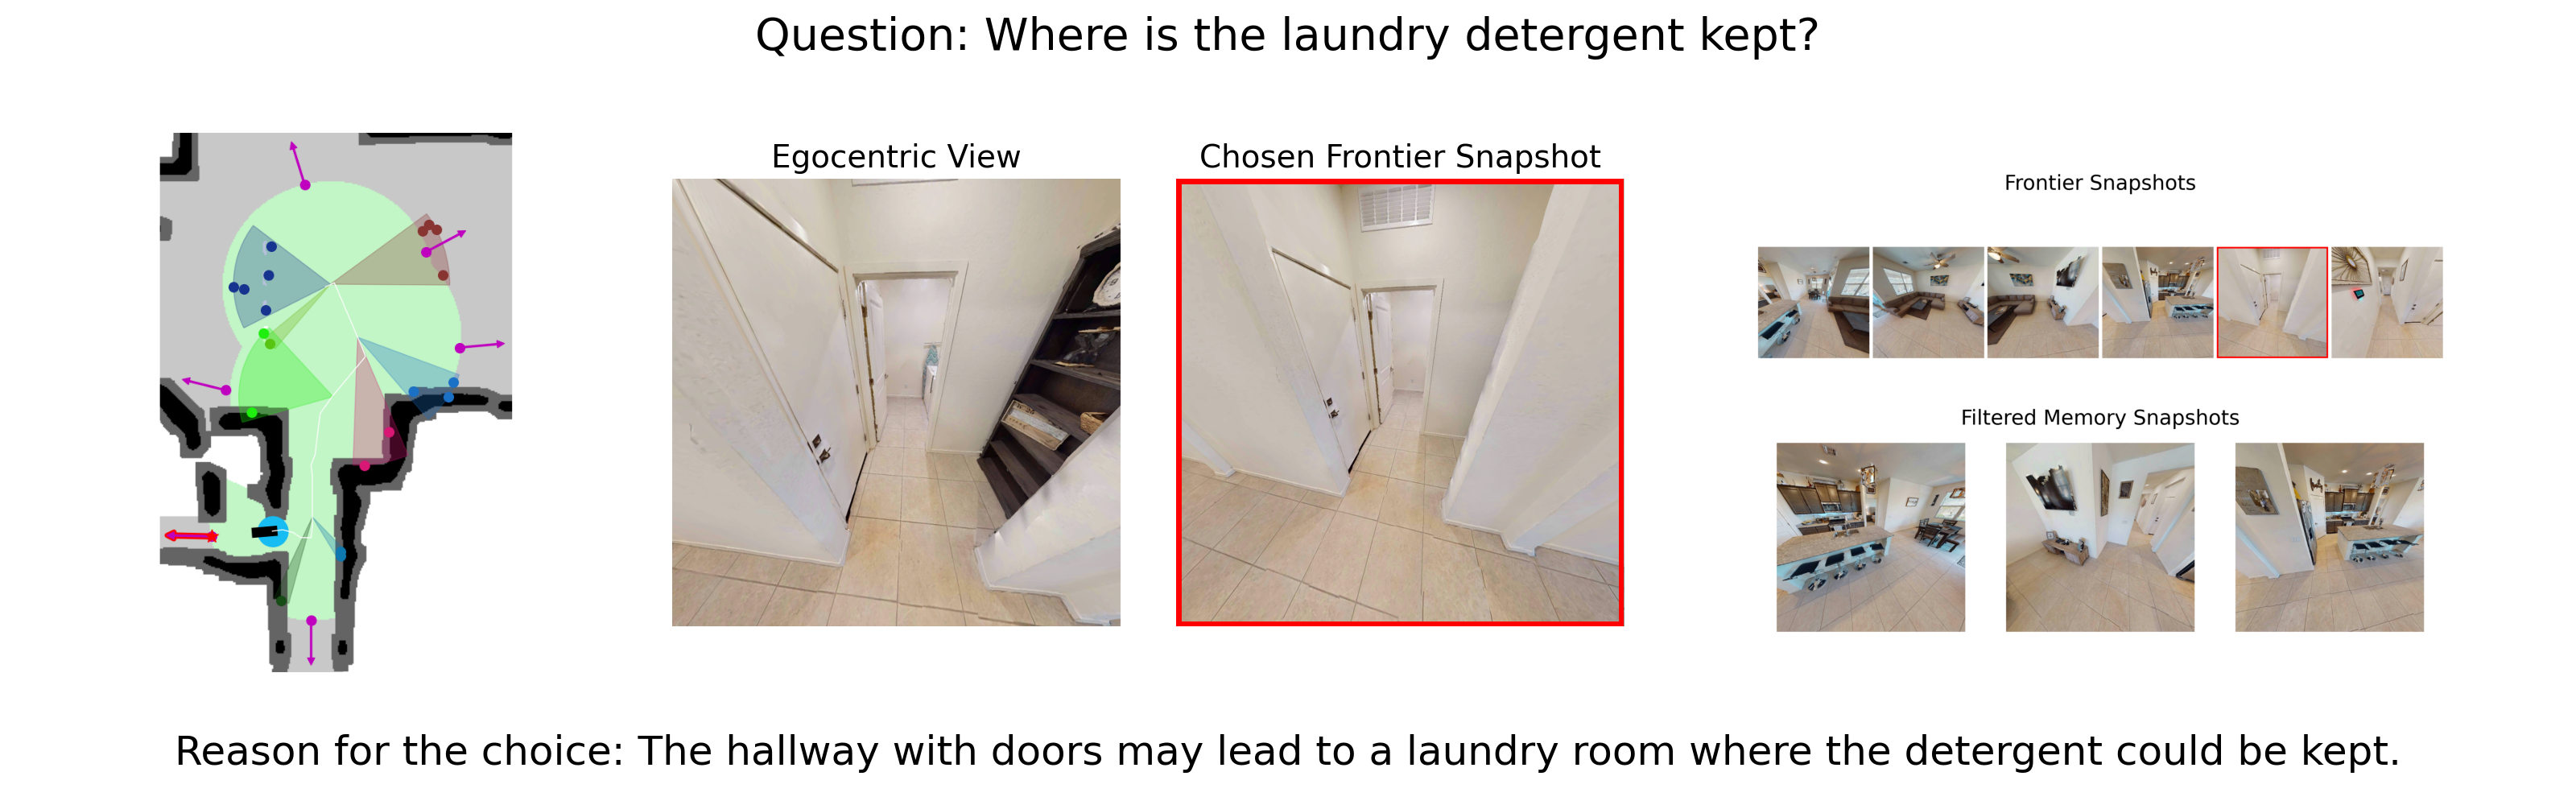 Question: Where is the laundry detergent kept?
Egocentric View
Chosen Frontier Snapshot
Frontier Snapshots
Filtered Memory Snapshots
Reason for the choice: The hallway with doors may lead to a laundry room where the detergent could be kept.